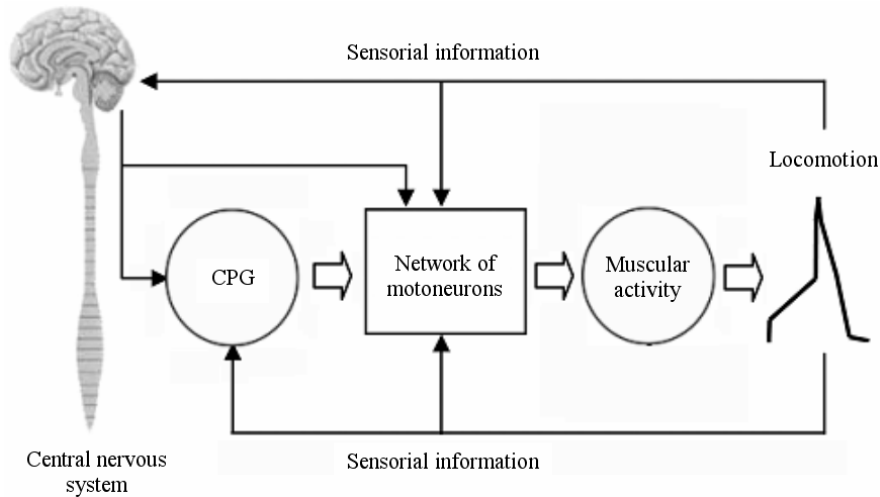 Sensorial information
Locomotion
CPG
Network of
motoneurons
Muscular
activity
Central nervous
system
Sensorial information